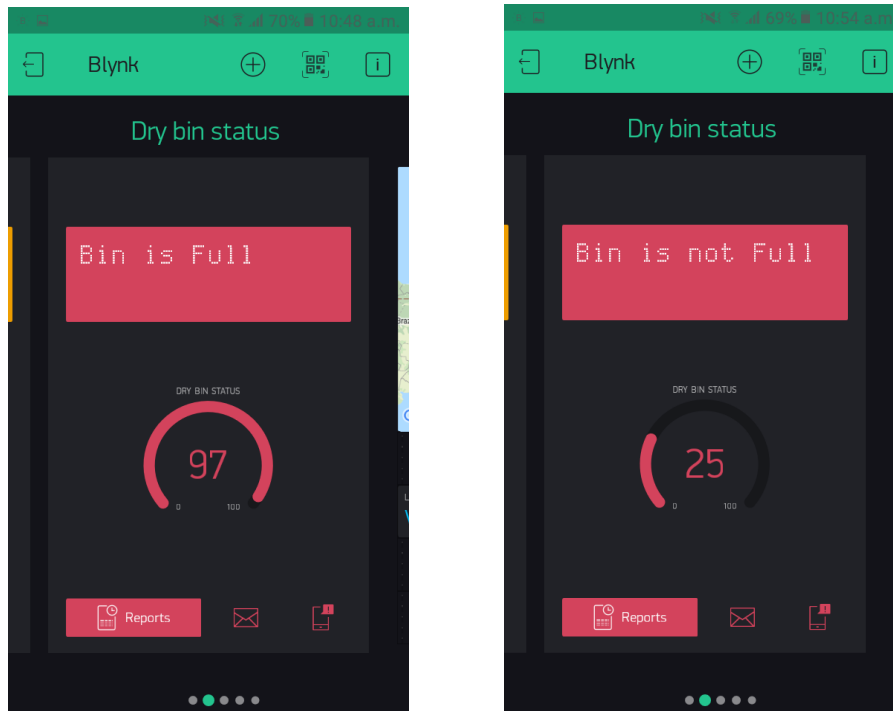 70% 10:48 a.m.
Blynk
i
Dry bin status
Bin is Full
DRY BIN STATUS
97
0 100
Reports
69% 10:54 a.m
Blynk
i
Dry bin status
Bin is not Full
DRY BIN STATUS
25
0 100
Reports